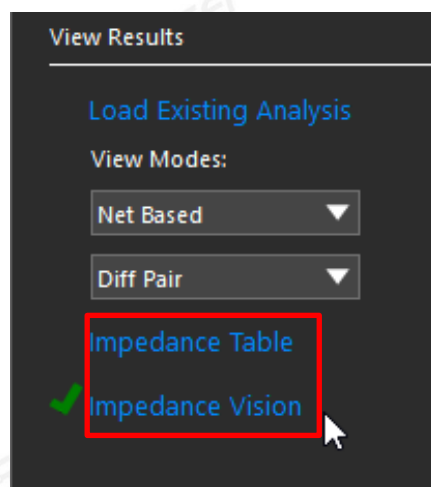 View Results
Load Existing Analysis
View Modes:
Net Based
Diff Pair
Impedance Table
Impedance Vision